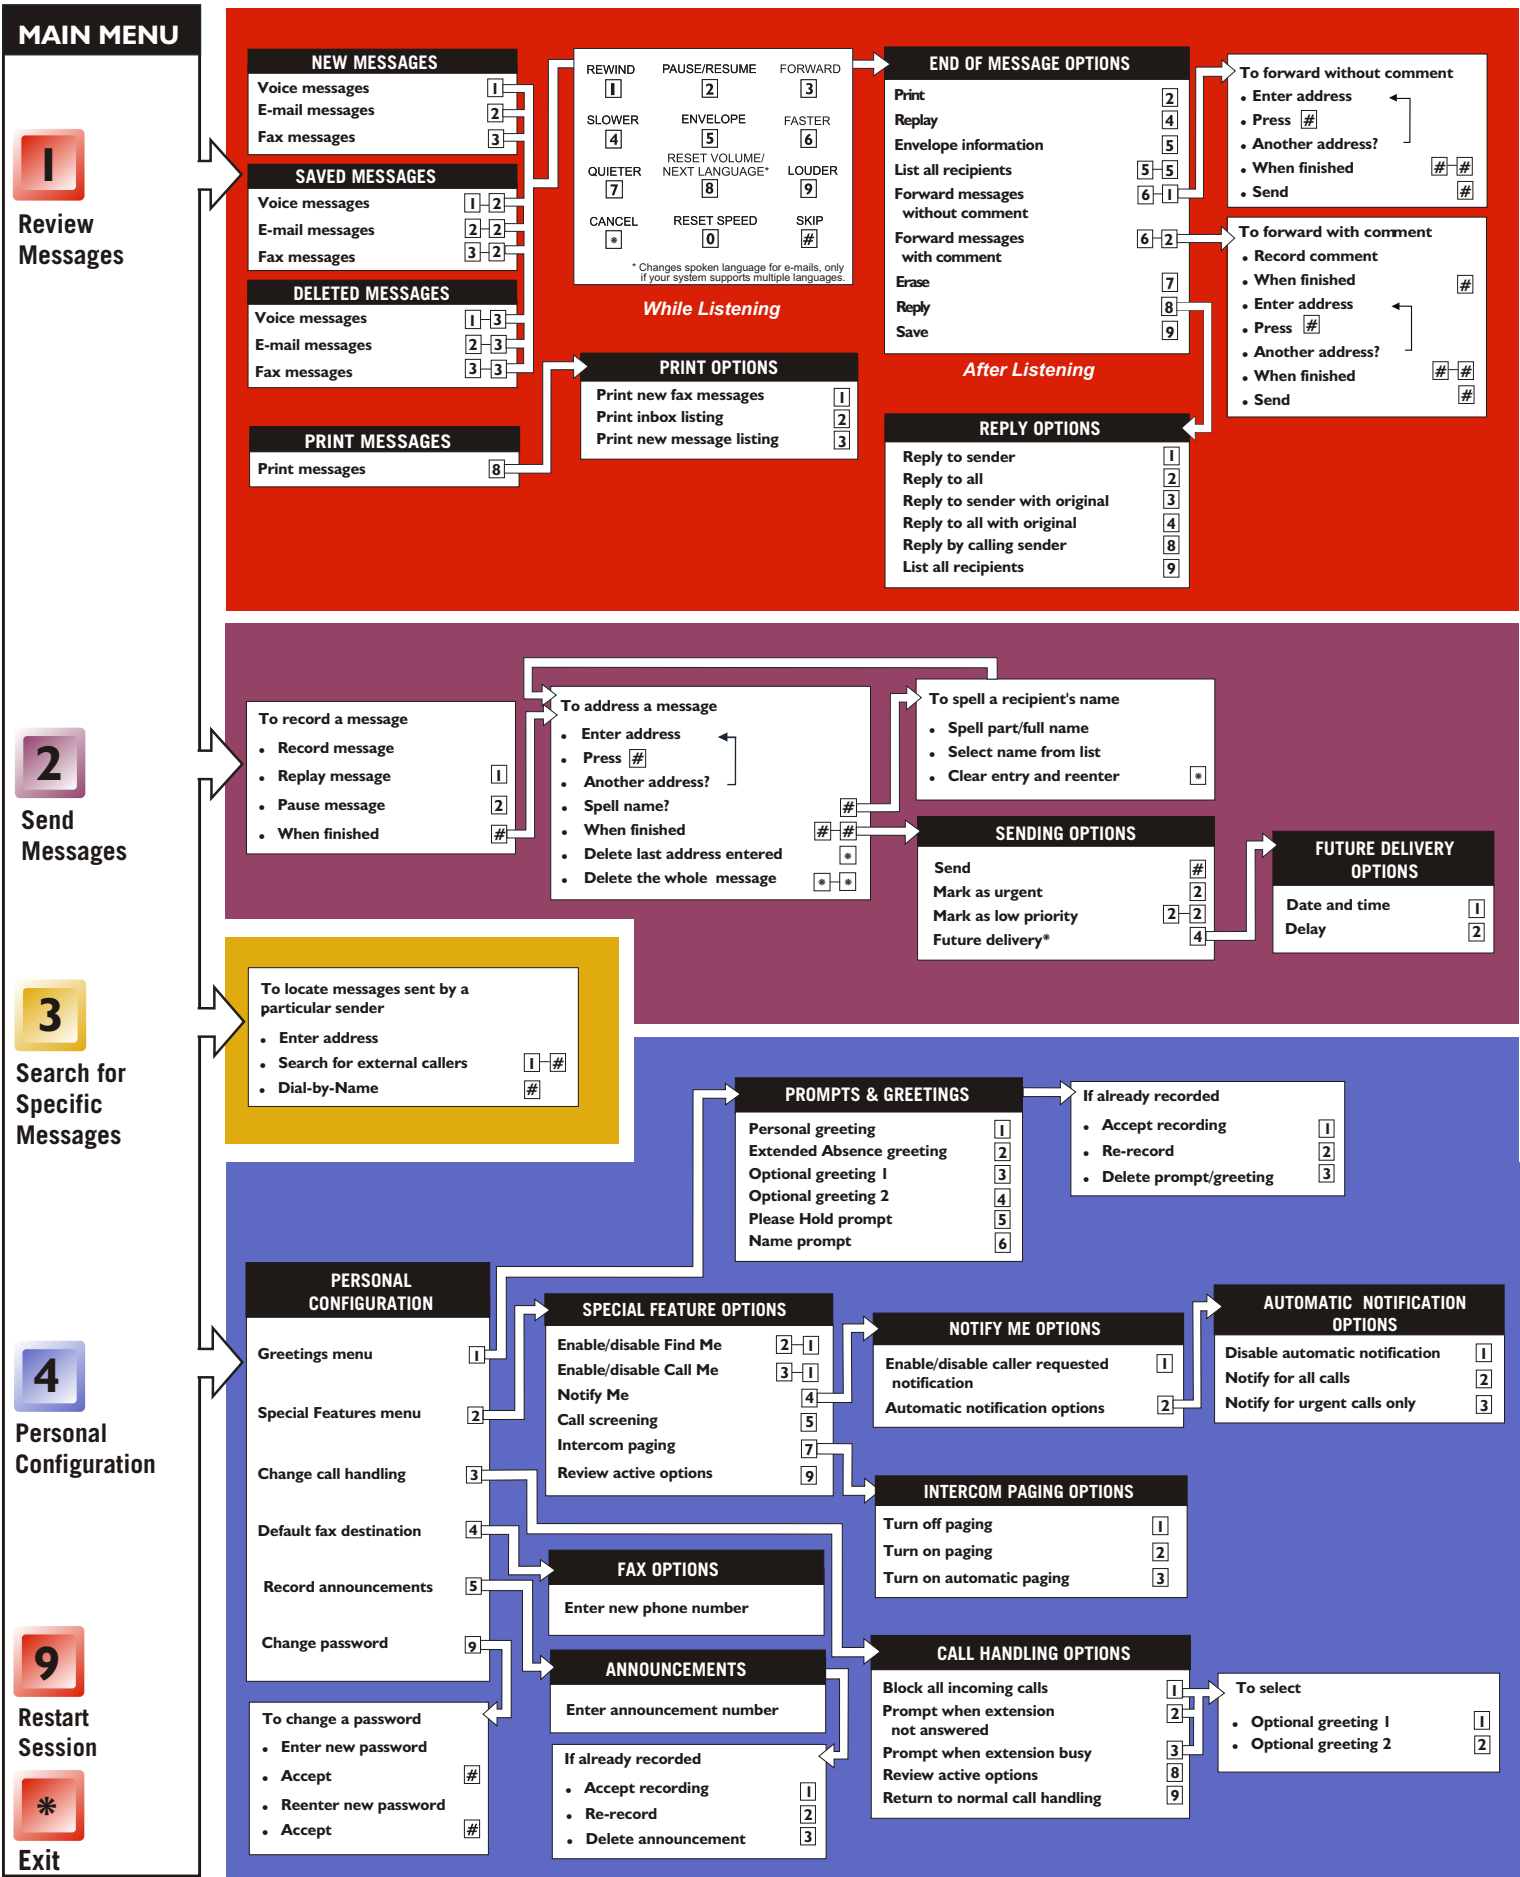 MAIN MENU
1
Review
Messages
2
Send
Messages
3
Search for
Specific
Messages
4
Personal
Configuration
9
Restart
Session
*
Exit
NEW MESSAGES
Voice messages 1
E-mail messages 2
Fax messages 3
SAVED MESSAGES
Voice messages 1-2
E-mail messages 2-2
Fax messages 3-2
DELETED MESSAGES
Voice messages 1-3
E-mail messages 2-3
Fax messages 3-3
PRINT MESSAGES
Print messages 8
REWIND PAUSE/RESUME FORWARD
1 2 3
SLOWER ENVELOPE FASTER
4 5 6
RESET VOLUME/
QUIETER NEXT LANGUAGE* LOUDER
7 8 9
CANCEL RESET SPEED SKIP
* 0 #
* Changes spoken language for e-mails, only
if your system supports multiple languages.
While Listening
PRINT OPTIONS
Print new fax messages 1
Print inbox listing 2
Print new message listing 3
END OF MESSAGE OPTIONS
Print 2
Replay 4
Envelope information 5
List all recipients 5-5
Forward messages 6-1
without comment
Forward messages 6-2
with comment
Erase 7
Reply 8
Save 9
After Listening
REPLY OPTIONS
Reply to sender 1
Reply to all 2
Reply to sender with original 3
Reply to all with original 4
Reply by calling sender 8
List all recipients 9
To forward without comment
• Enter address
• Press #
• Another address?
• When finished #-#
• Send #
To forward with comment
• Record comment
• When finished #
• Enter address
• Press #
• Another address?
• When finished #-#
• Send #
To record a message
• Record message
• Replay message 1
• Pause message 2
• When finished #
To address a message
• Enter address
• Press #
• Another address?
• Spell name? #
• When finished #-#
• Delete last address entered *
• Delete the whole message *-*
To spell a recipient's name
• Spell part/full name
• Select name from list
• Clear entry and reenter *
SENDING OPTIONS
Send #
Mark as urgent 2
Mark as low priority 2-2
Future delivery* 4
FUTURE DELIVERY
OPTIONS
Date and time 1
Delay 2
To locate messages sent by a
particular sender
• Enter address
• Search for external callers 1-#
• Dial-by-Name #
PERSONAL
CONFIGURATION
Greetings menu 1
Special Features menu 2
Change call handling 3
Default fax destination 4
Record announcements 5
Change password 9
To change a password
• Enter new password
• Accept #
• Reenter new password
• Accept #
PROMPTS & GREETINGS
Personal greeting 1
Extended Absence greeting 2
Optional greeting 1 3
Optional greeting 2 4
Please Hold prompt 5
Name prompt 6
If already recorded
• Accept recording 1
• Re-record 2
• Delete prompt/greeting 3
SPECIAL FEATURE OPTIONS
Enable/disable Find Me 2-1
Enable/disable Call Me 3-1
Notify Me 4
Call screening 5
Intercom paging 7
Review active options 9
NOTIFY ME OPTIONS
Enable/disable caller requested 1
notification
Automatic notification options 2
AUTOMATIC NOTIFICATION
OPTIONS
Disable automatic notification 1
Notify for all calls 2
Notify for urgent calls only 3
INTERCOM PAGING OPTIONS
Turn off paging 1
Turn on paging 2
Turn on automatic paging 3
FAX OPTIONS
Enter new phone number
ANNOUNCEMENTS
Enter announcement number
If already recorded
• Accept recording 1
• Re-record 2
• Delete announcement 3
CALL HANDLING OPTIONS
Block all incoming calls 1
Prompt when extension 2
not answered
Prompt when extension busy 3
Review active options 8
Return to normal call handling 9
To select
• Optional greeting 1 1
• Optional greeting 2 2